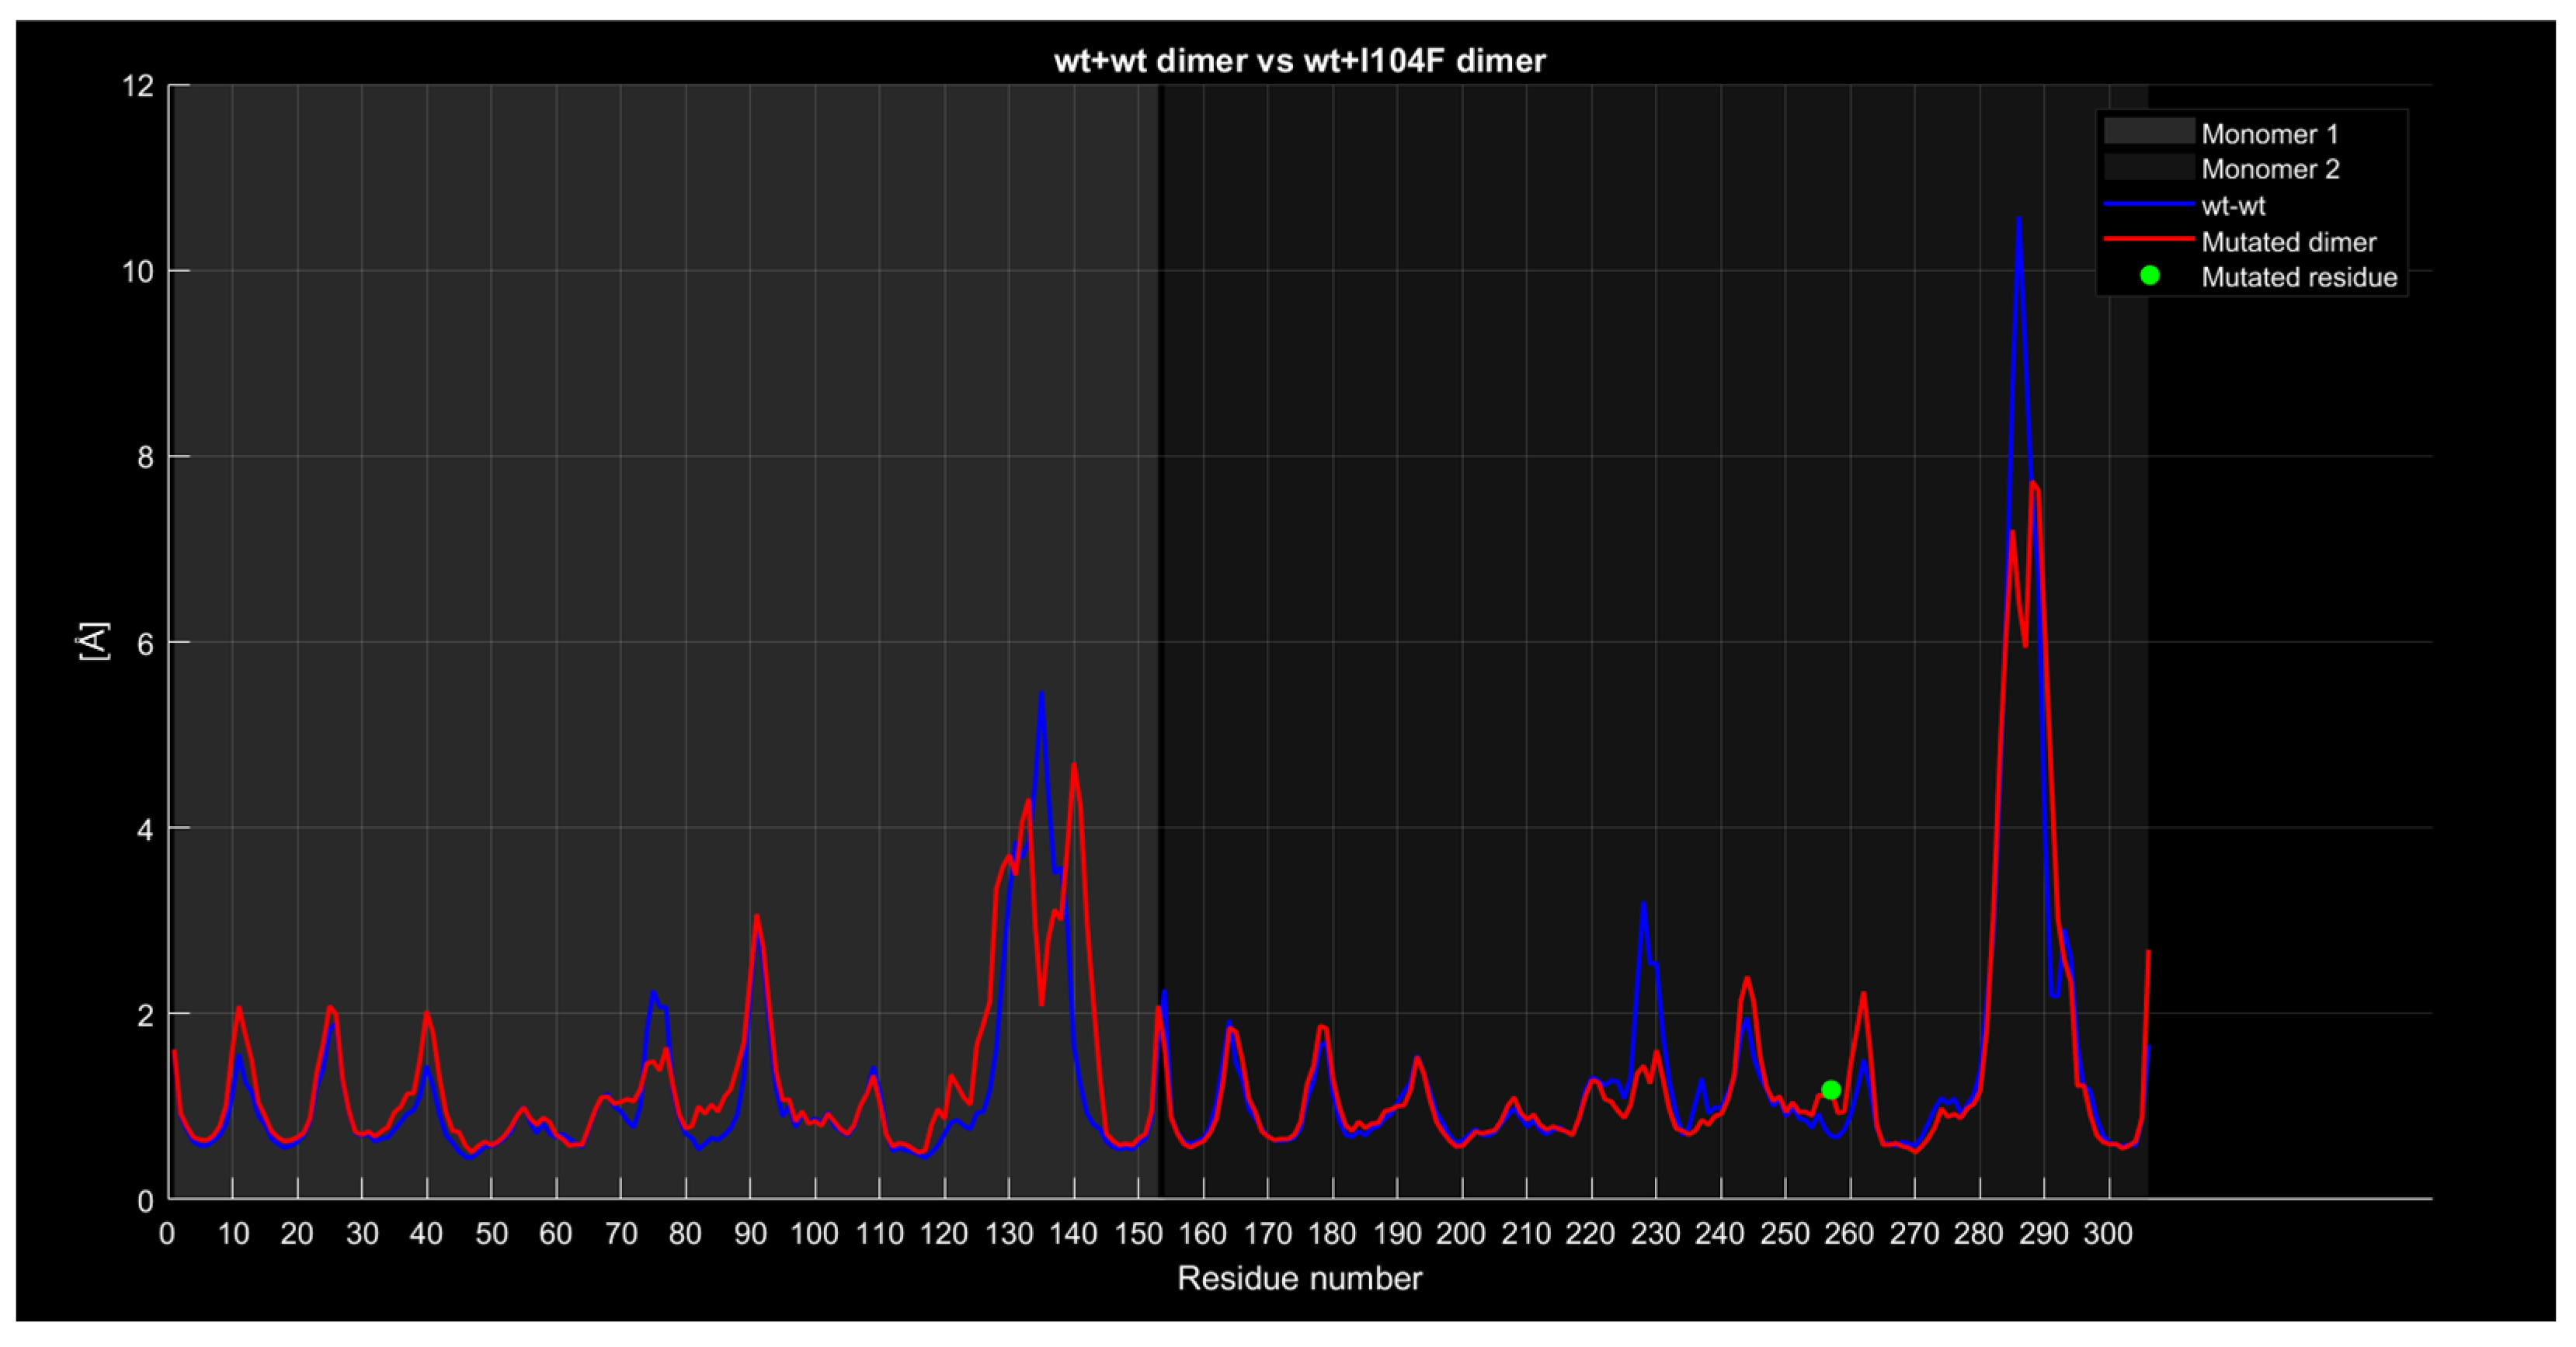 wt+wt dimer vs wt+I104F dimer
12
10
8
6
4
2
0
[Å]
Monomer 1
Monomer 2
wt-wt
Mutated dimer
Mutated residue
0 10 20 30 40 50 60 70 80 90 100 110 120 130 140 150 160 170 180 190 200 210 220 230 240 250 260 270 280 290 300
Residue number